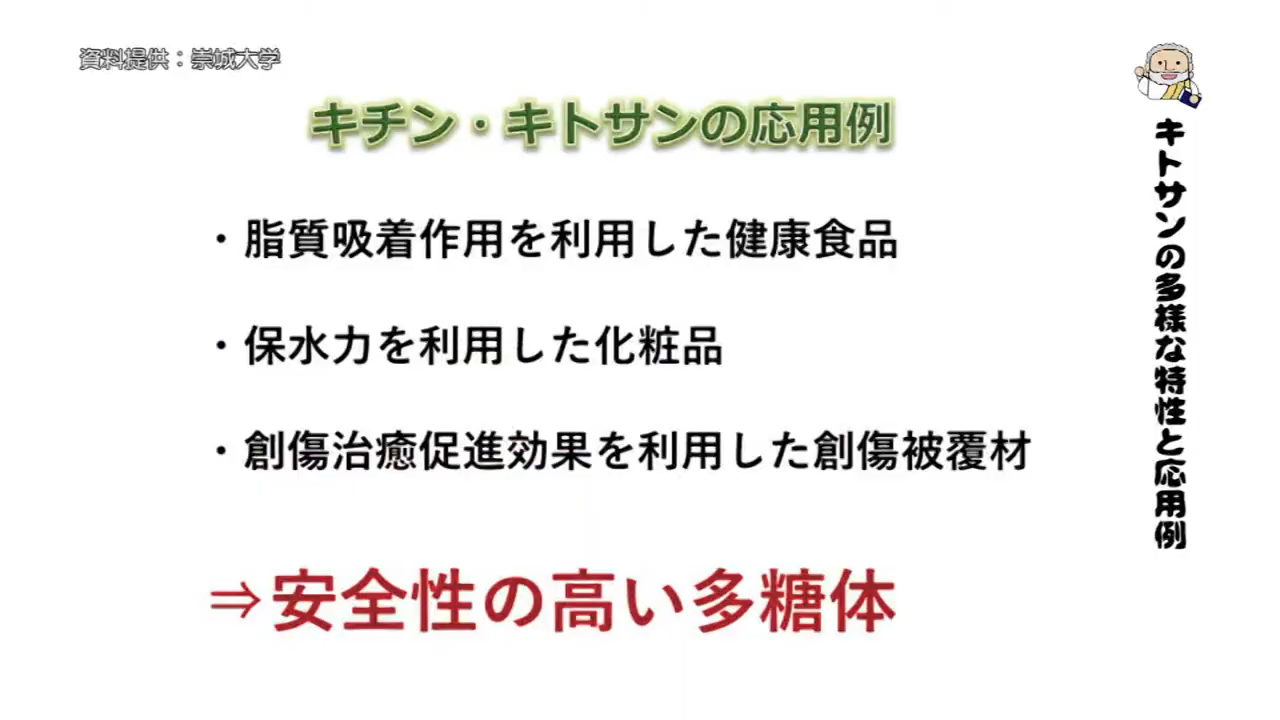 資料提供：崇城大学
キチン・キトサンの応用例
・脂質吸着作用を利用した健康食品
・保水力を利用した化粧品
・創傷治癒促進効果を利用した創傷被覆材
⇒安全性の高い多糖体
キトサンの多様な特性と応用例